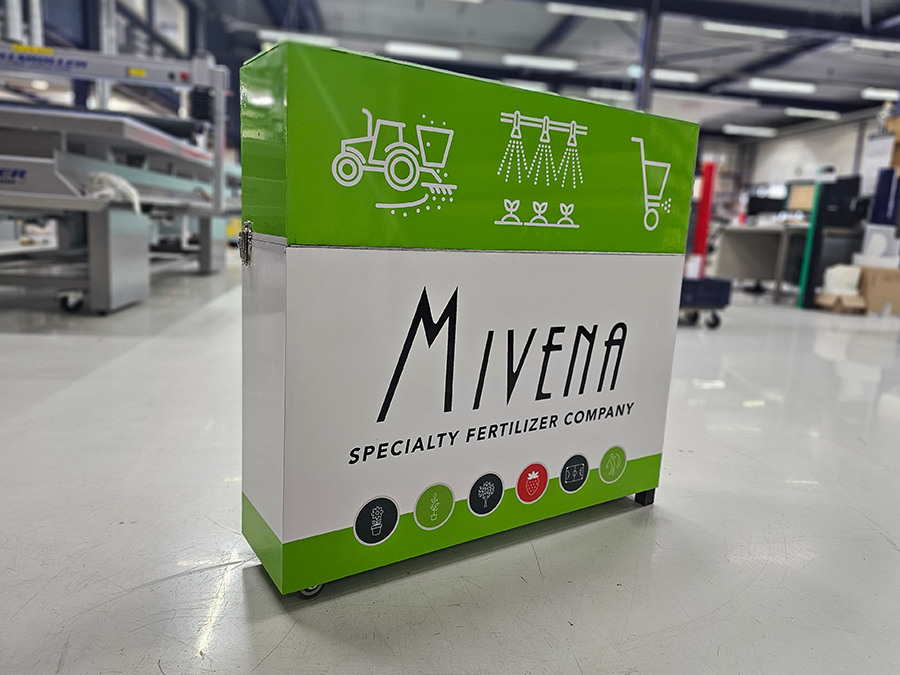 MIVENA
SPECIALTY FERTILIZER COMPANY